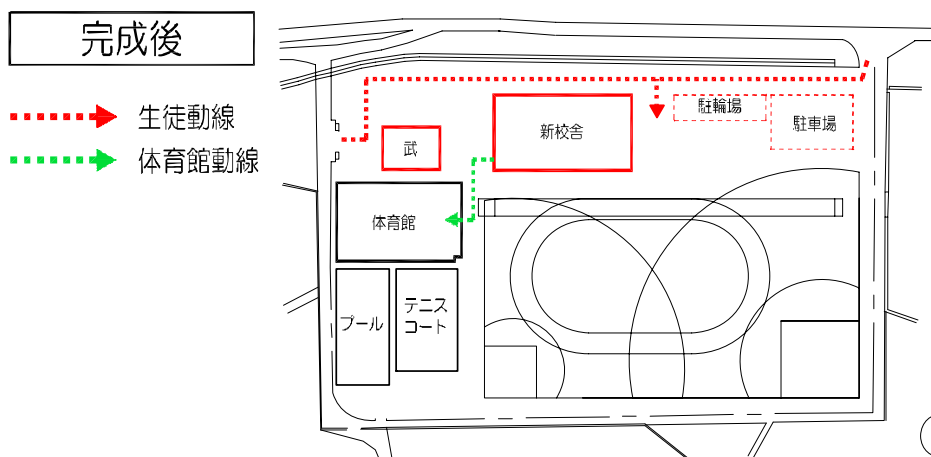 完成後
生徒動線
体育館動線
駐輪場
駐車場
新校舎
武
体育館
プール
テニス
コート